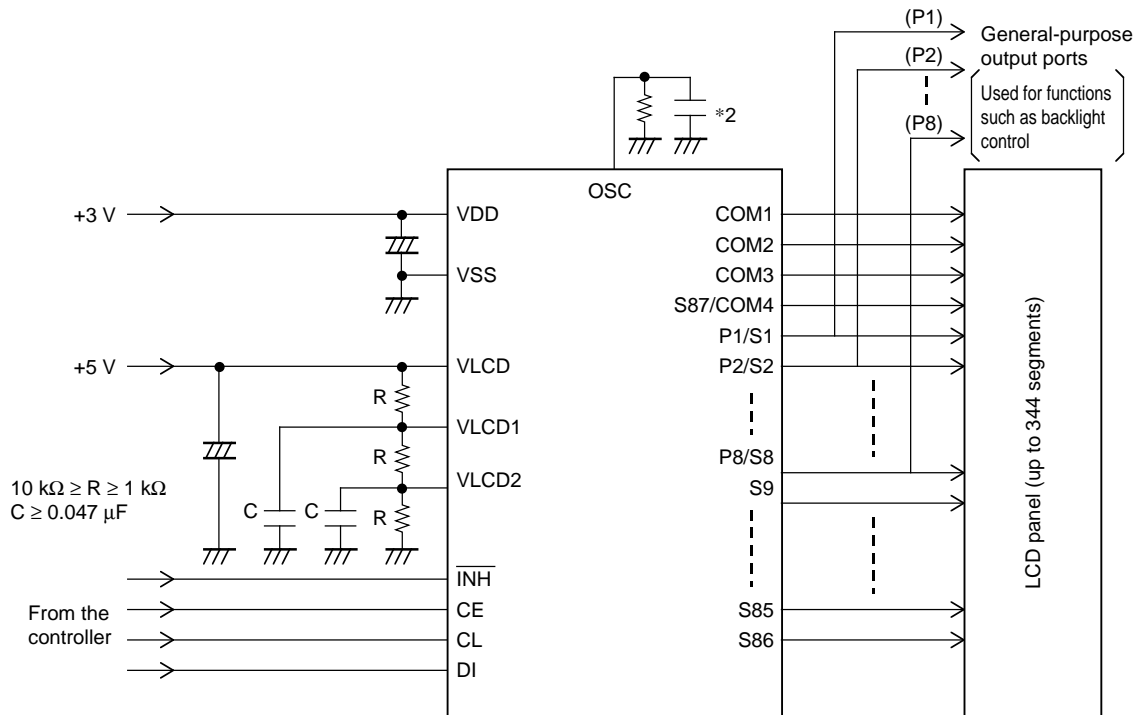 (P1)
General-purpose
output ports
(P2)
Used for functions
such as backlight
control
(P8)
*2
OSC
+3 V
VDD
VSS
+5 V
VLCD
R
VLCD1
R
VLCD2
R
C
C
10 kΩ ≥ R ≥ 1 kΩ
C ≥ 0.047 μF
INH
CE
CL
DI
From the
controller
COM1
COM2
COM3
S87/COM4
P1/S1
P2/S2
P8/S8
S9
S85
S86
LCD panel (up to 344 segments)